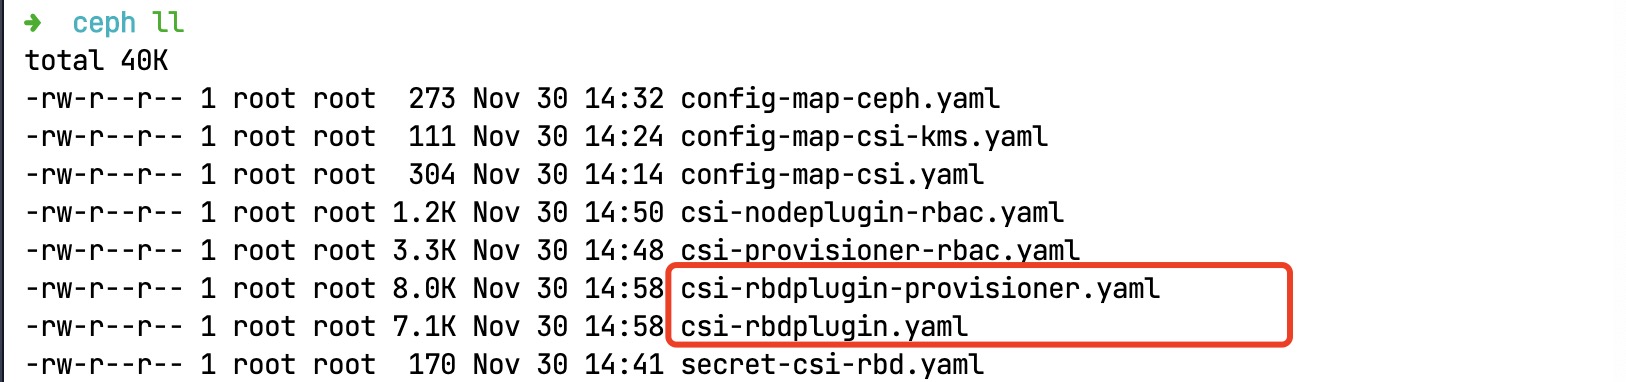 ➜ ceph ll
total 40K
-rw-r--r-- 1 root root  273 Nov 30 14:32 config-map-ceph.yaml
-rw-r--r-- 1 root root  111 Nov 30 14:24 config-map-csi-kms.yaml
-rw-r--r-- 1 root root  304 Nov 30 14:14 config-map-csi.yaml
-rw-r--r-- 1 root root 1.2K Nov 30 14:50 csi-nodeplugin-rbac.yaml
-rw-r--r-- 1 root root 3.3K Nov 30 14:48 csi-provisioner-rbac.yaml
-rw-r--r-- 1 root root 8.0K Nov 30 14:58 csi-rbdplugin-provisioner.yaml
-rw-r--r-- 1 root root 7.1K Nov 30 14:58 csi-rbdplugin.yaml
-rw-r--r-- 1 root root  170 Nov 30 14:41 secret-csi-rbd.yaml